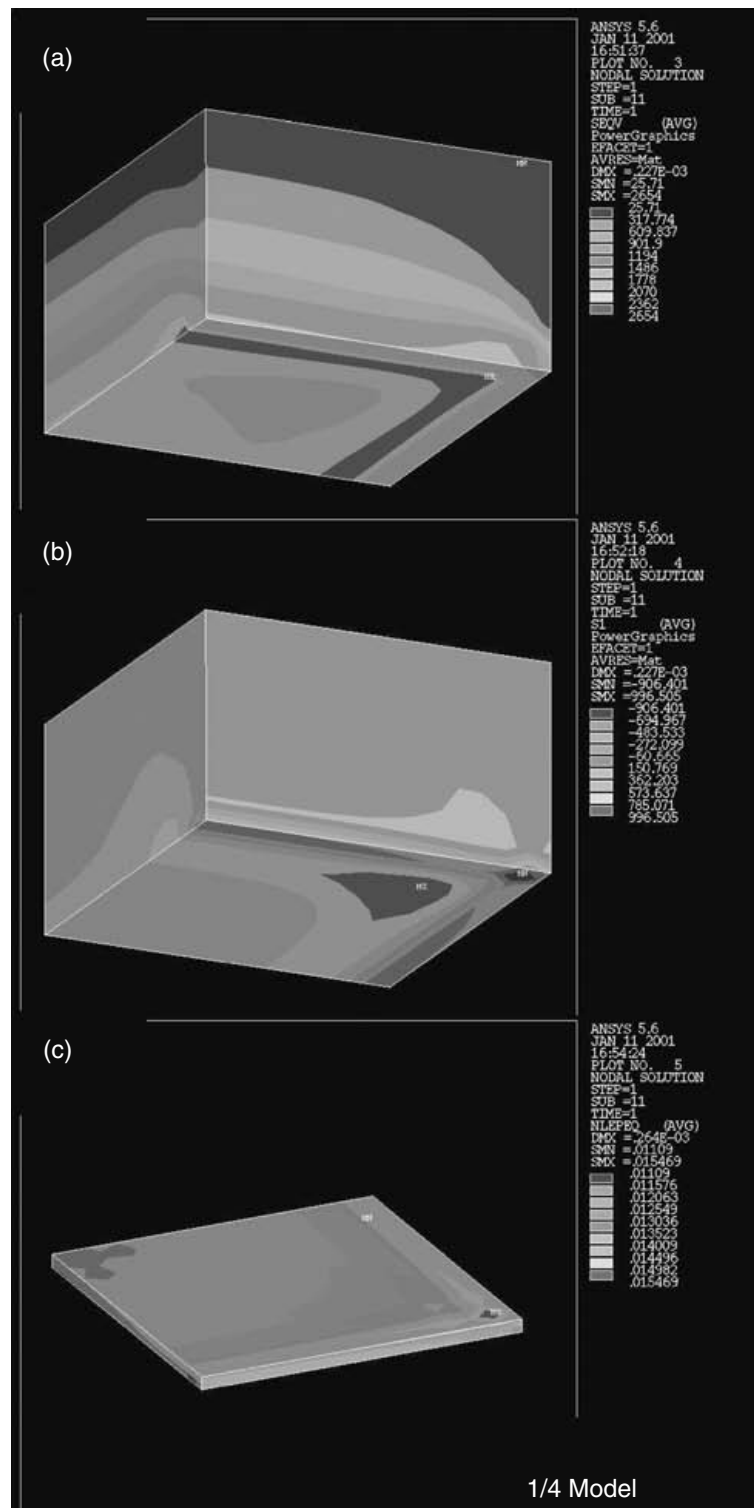 (a)
ANSYS 5.6
JAN 11 2001
16:51:37
PLOT NO. 3
NODAL SOLUTION
STEP=1
SUB =11
TIME=1
SEQV (AVG)
PowerGraphics
EFACET=1
AVRES=Mat
DMX =.227E-03
SMN =25.71
SMX =2654
25.71
317.774
609.837
901.9
1194
1486
1778
2070
2362
2654
MN
(b)
ANSYS 5.6
JAN 11 2001
16:52:18
PLOT NO. 4
NODAL SOLUTION
STEP=1
SUB =11
TIME=1
S1 (AVG)
PowerGraphics
EFACET=1
AVRES=Mat
DMX =.227E-03
SMN =-906.401
SMX =996.505
-906.401
-694.967
-483.533
-272.099
150.769
362.203
573.637
785.071
996.505
(c)
ANSYS 5.6
JAN 11 2001
16:54:24
PLOT NO. 5
NODAL SOLUTION
STEP=1
SUB =11
TIME=1
NLEPEQ (AVG)
DMX =.264E-03
SMN =.01109
SMX =.015469
.01109
.011576
.012063
.012549
.013036
.013523
.014009
.014496
.014982
.015469
1/4 Model